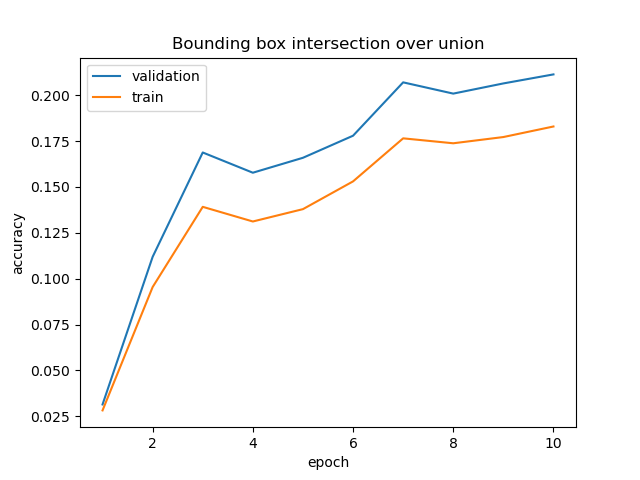 Bounding box intersection over union
validation
train
0.200
0.175
0.150
0.125
0.100
0.075
0.050
0.025
accuracy
2 4 6 8 10
epoch